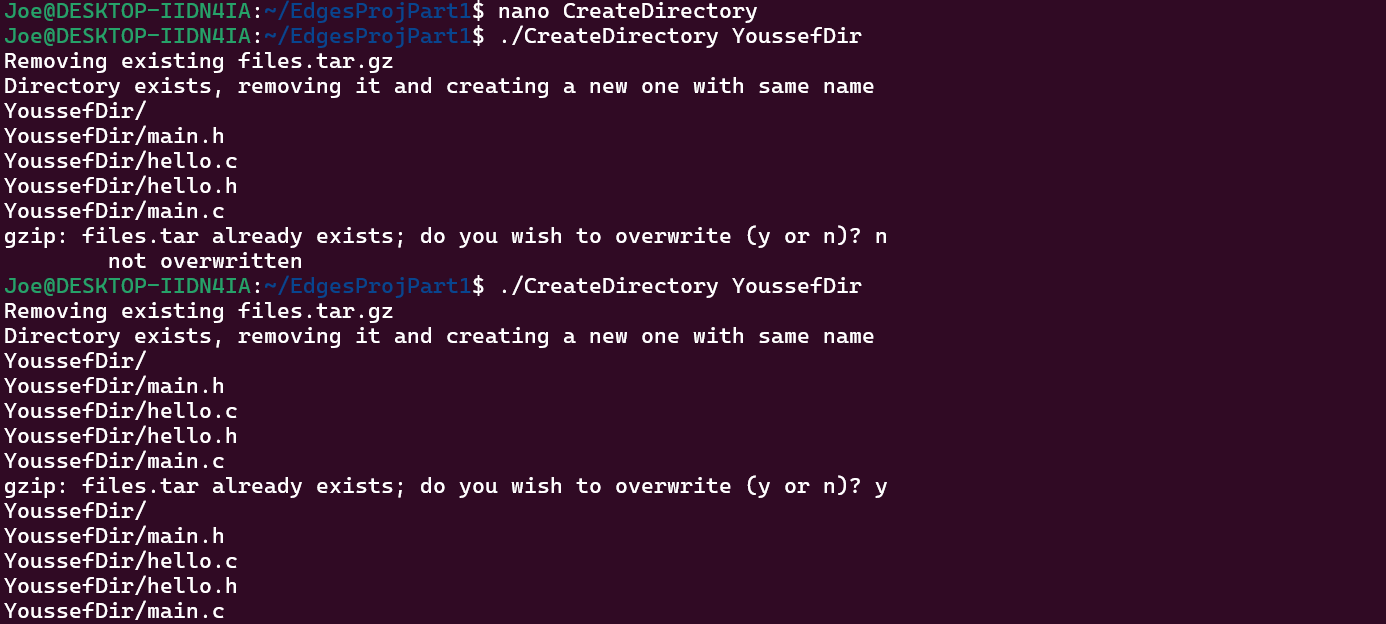 Joe@DESKTOP-IIDN4IA:~/EdgesProjPart1$ nano CreateDirectory
Joe@DESKTOP-IIDN4IA:~/EdgesProjPart1$ ./CreateDirectory YoussefDir
Removing existing files.tar.gz
Directory exists, removing it and creating a new one with same name
YoussefDir/
YoussefDir/main.h
YoussefDir/hello.c
YoussefDir/hello.h
YoussefDir/main.c
gzip: files.tar already exists; do you wish to overwrite (y or n)? n
        not overwritten
Joe@DESKTOP-IIDN4IA:~/EdgesProjPart1$ ./CreateDirectory YoussefDir
Removing existing files.tar.gz
Directory exists, removing it and creating a new one with same name
YoussefDir/
YoussefDir/main.h
YoussefDir/hello.c
YoussefDir/hello.h
YoussefDir/main.c
gzip: files.tar already exists; do you wish to overwrite (y or n)? y
YoussefDir/
YoussefDir/main.h
YoussefDir/hello.c
YoussefDir/hello.h
YoussefDir/main.c